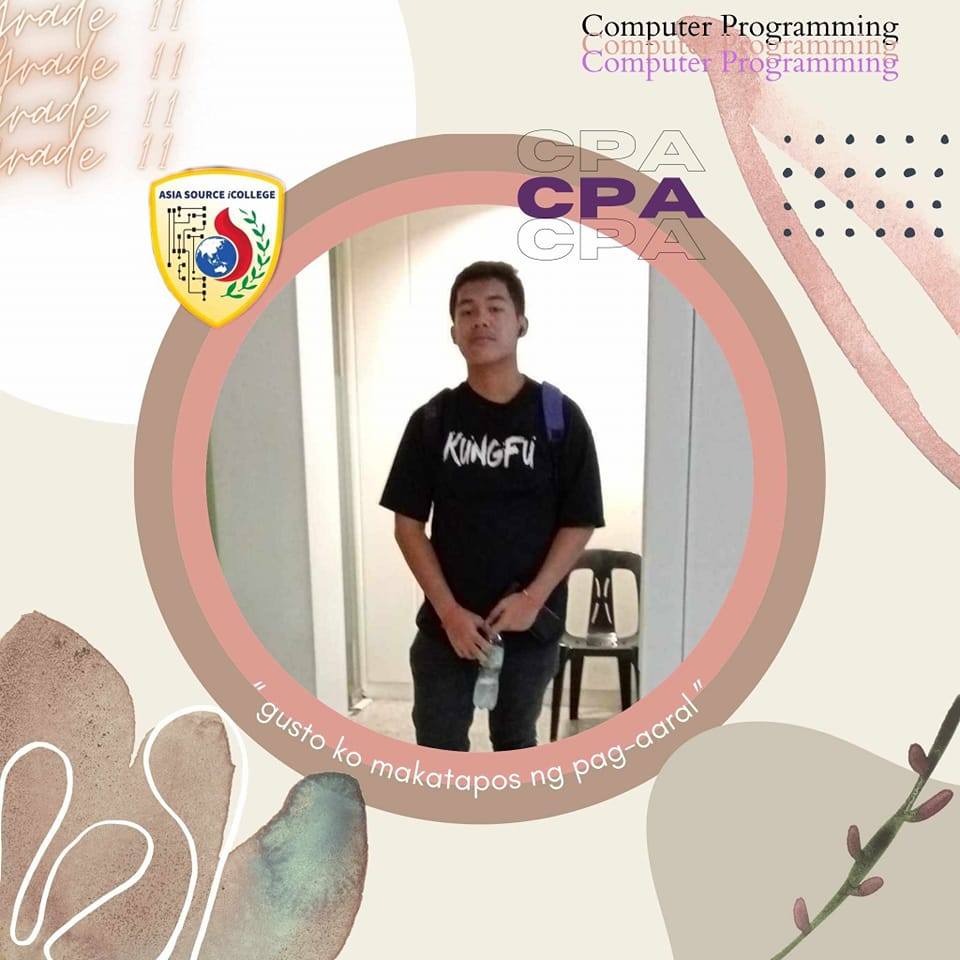 Grade 11
Grade 11
Grade 11
Grade 11
Computer Programming
Computer Programming
Computer Programming
CPA
CPA
CPA
ASIA SOURCE iCOLLEGE
KUNGFU
“gusto ko makatapos ng pag-aaral”